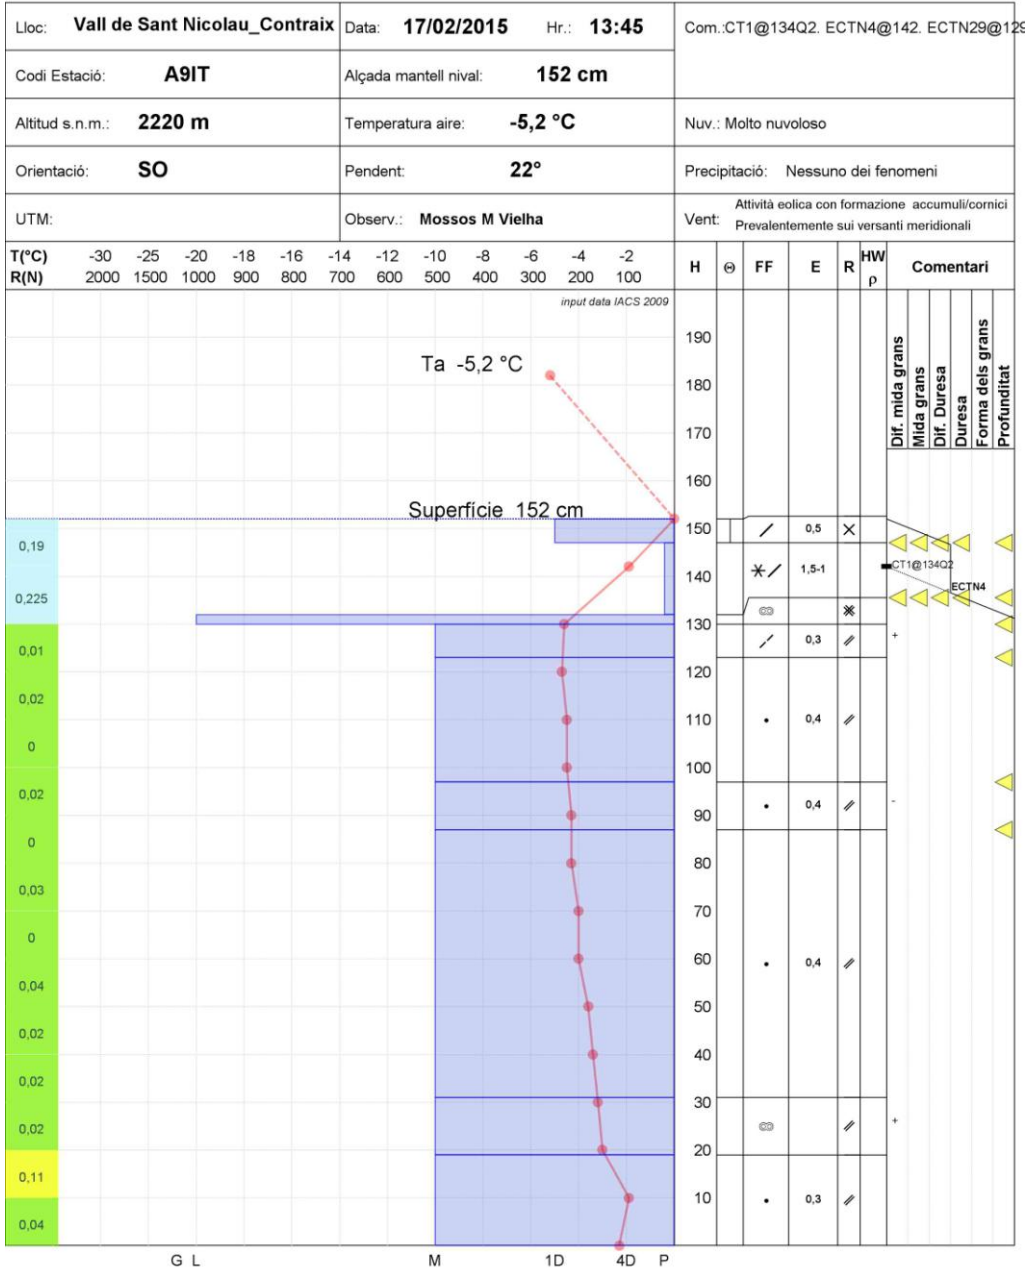 Lloc: Vall de Sant Nicolau_Contraix Data: 17/02/2015 Hr.: 13:45 Com.:CT1@134Q2. ECTN4@142. ECTN29@129
Codi Estació: A9IT Alçada mantell nival: 152 cm
Altitud s.n.m.: 2220 m Temperatura aire: -5,2 °C Nuv.: Molto nuvoloso
Orientació: SO Pendent: 22° Precipitació: Nessuno dei fenomeni
UTM: Observ.: Mossos M Vielha Vent: Attività eolica con formazione accumuli/cornici
Prevalentemente sui versanti meridionali
T(°C) -30 -25 -20 -18 -16 -14 -12 -10 -8 -6 -4 -2
R(N) 2000 1500 1000 900 800 700 600 500 400 300 200 100
H Θ FF E R HW ρ Comentari
input data IACS 2009
Dif. mida grans
Mida grans
Dif. Duresa
Duresa
Forma dels grans
Profunditat
190
Ta -5,2 °C
180
170
160
Superfície 152 cm
150 0,5
0,19
CT1@134Q2
140 1,5-1
ECTN4
0,225
130
0,3 +
0,01
120
0,02
110 0,4
0
100
0,02
90 0,4 -
0
80
0,03
70
0
60 0,4
0,04
50
0,02
40
0,02
30
+
0,02
20
0,11
10 0,3
0,04
G L M 1D 4D P